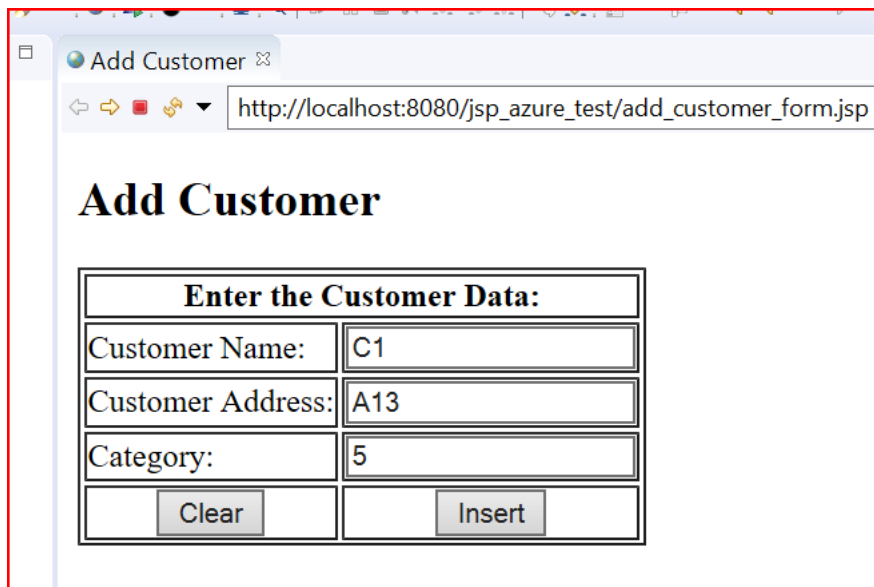 Add Customer
http://localhost:8080/jsp_azure_test/add_customer_form.jsp
Add Customer
Enter the Customer Data:
Customer Name: C1
Customer Address: A13
Category: 5
Clear Insert